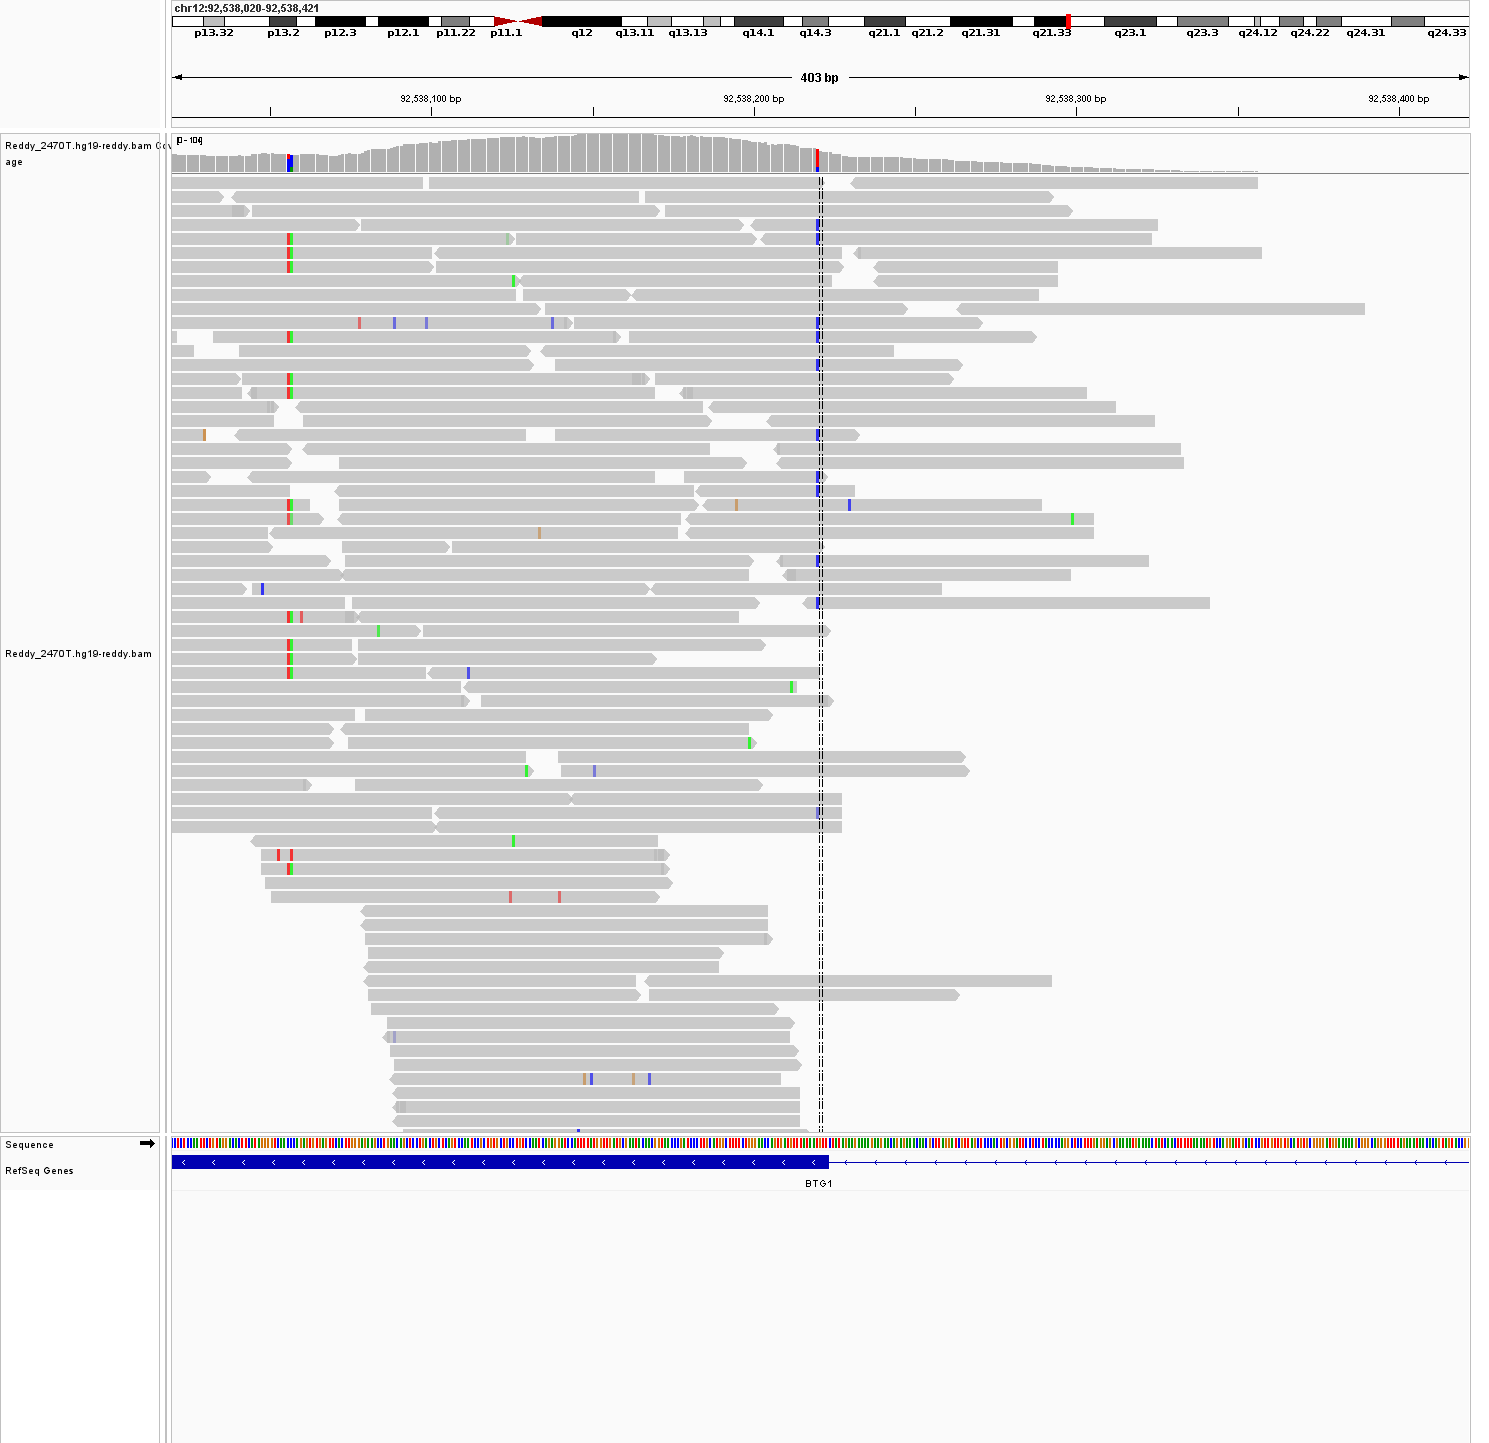 chr12:92,538,020-92,538,421
p13.32 p13.2 p12.3 p12.1 p11.22 p11.1 q12 q13.11 q13.13 q14.1 q14.3 q21.1 q21.2 q21.31 q21.33 q23.1 q23.3 q24.12 q24.22 q24.31 q24.33
403 bp
92,538,100 bp 92,538,200 bp 92,538,300 bp 92,538,400 bp
Reddy_2470T.hg19-reddy.bam Cov
age
[0 - 104]
Reddy_2470T.hg19-reddy.bam
Sequence
RefSeq Genes
BTG1